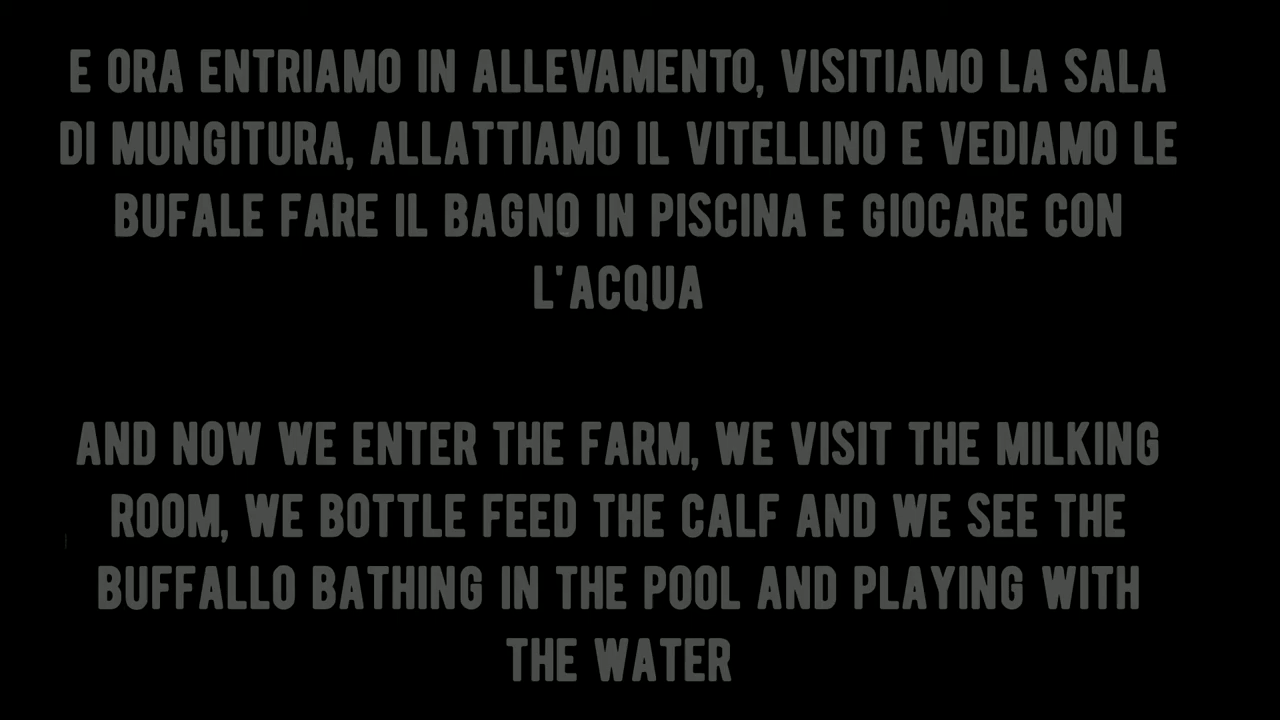 E ORA ENTRIAMO IN ALLEVAMENTO, VISITIAMO LA SALA
DI MUNGITURA, ALLATTIAMO IL VITELLINO E VEDIAMO LE
BUFALE FARE IL BAGNO IN PISCINA E GIOCARE CON
L'ACQUA
AND NOW WE ENTER THE FARM, WE VISIT THE MILKING
ROOM, WE BOTTLE FEED THE CALF AND WE SEE THE
BUFFALLO BATHING IN THE POOL AND PLAYING WITH
THE WATER